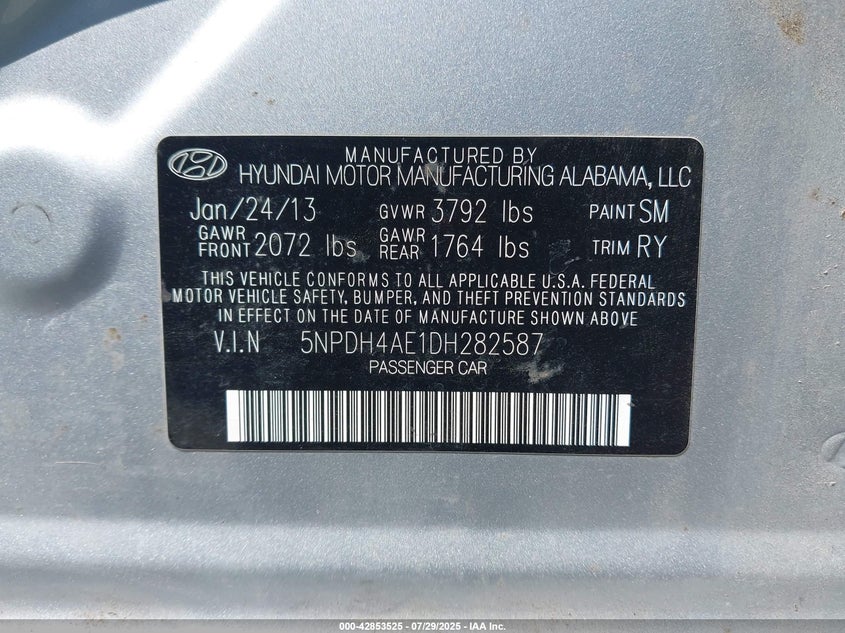 MANUFACTURED BY
HYUNDAI MOTOR MANUFACTURING ALABAMA, LLC
Jan/24/13 GVWR 3792 lbs PAINT SM
GAWR FRONT 2072 lbs GAWR REAR 1764 lbs TRIM RY
THIS VEHICLE CONFORMS TO ALL APPLICABLE U.S.A. FEDERAL
MOTOR VEHICLE SAFETY, BUMPER, AND THEFT PREVENTION STANDARDS
IN EFFECT ON THE DATE OF MANUFACTURE SHOWN ABOVE
V.I.N 5NPDH4AE1DH282587
PASSENGER CAR
000-42853525 - 07/29/2025 - IAA Inc.